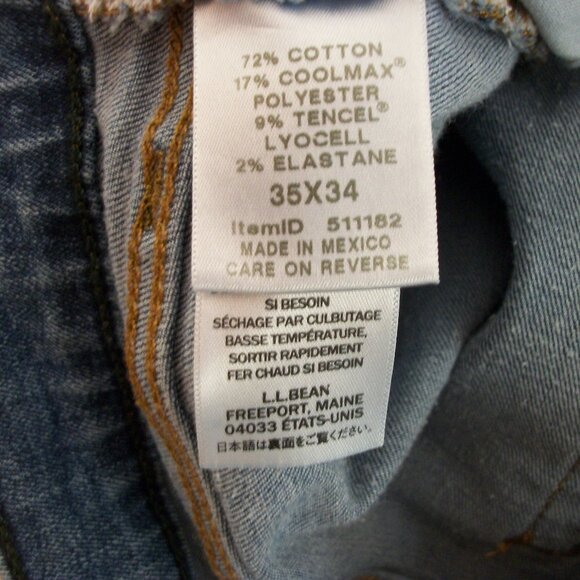 72% COTTON
17% COOLMAX®
POLYESTER
9% TENCEL®
LYOCELL
2% ELASTANE
35X34
ItemID 511182
MADE IN MEXICO
CARE ON REVERSE
SI BESOIN
SÉCHAGE PAR CULBUTAGE
BASSE TEMPÉRATURE,
SORTIR RAPIDEMENT
FER CHAUD SI BESOIN
L.L.BEAN
FREEPORT, MAINE
04033 ÉTATS-UNIS
日本語は裏面をご覧ください。